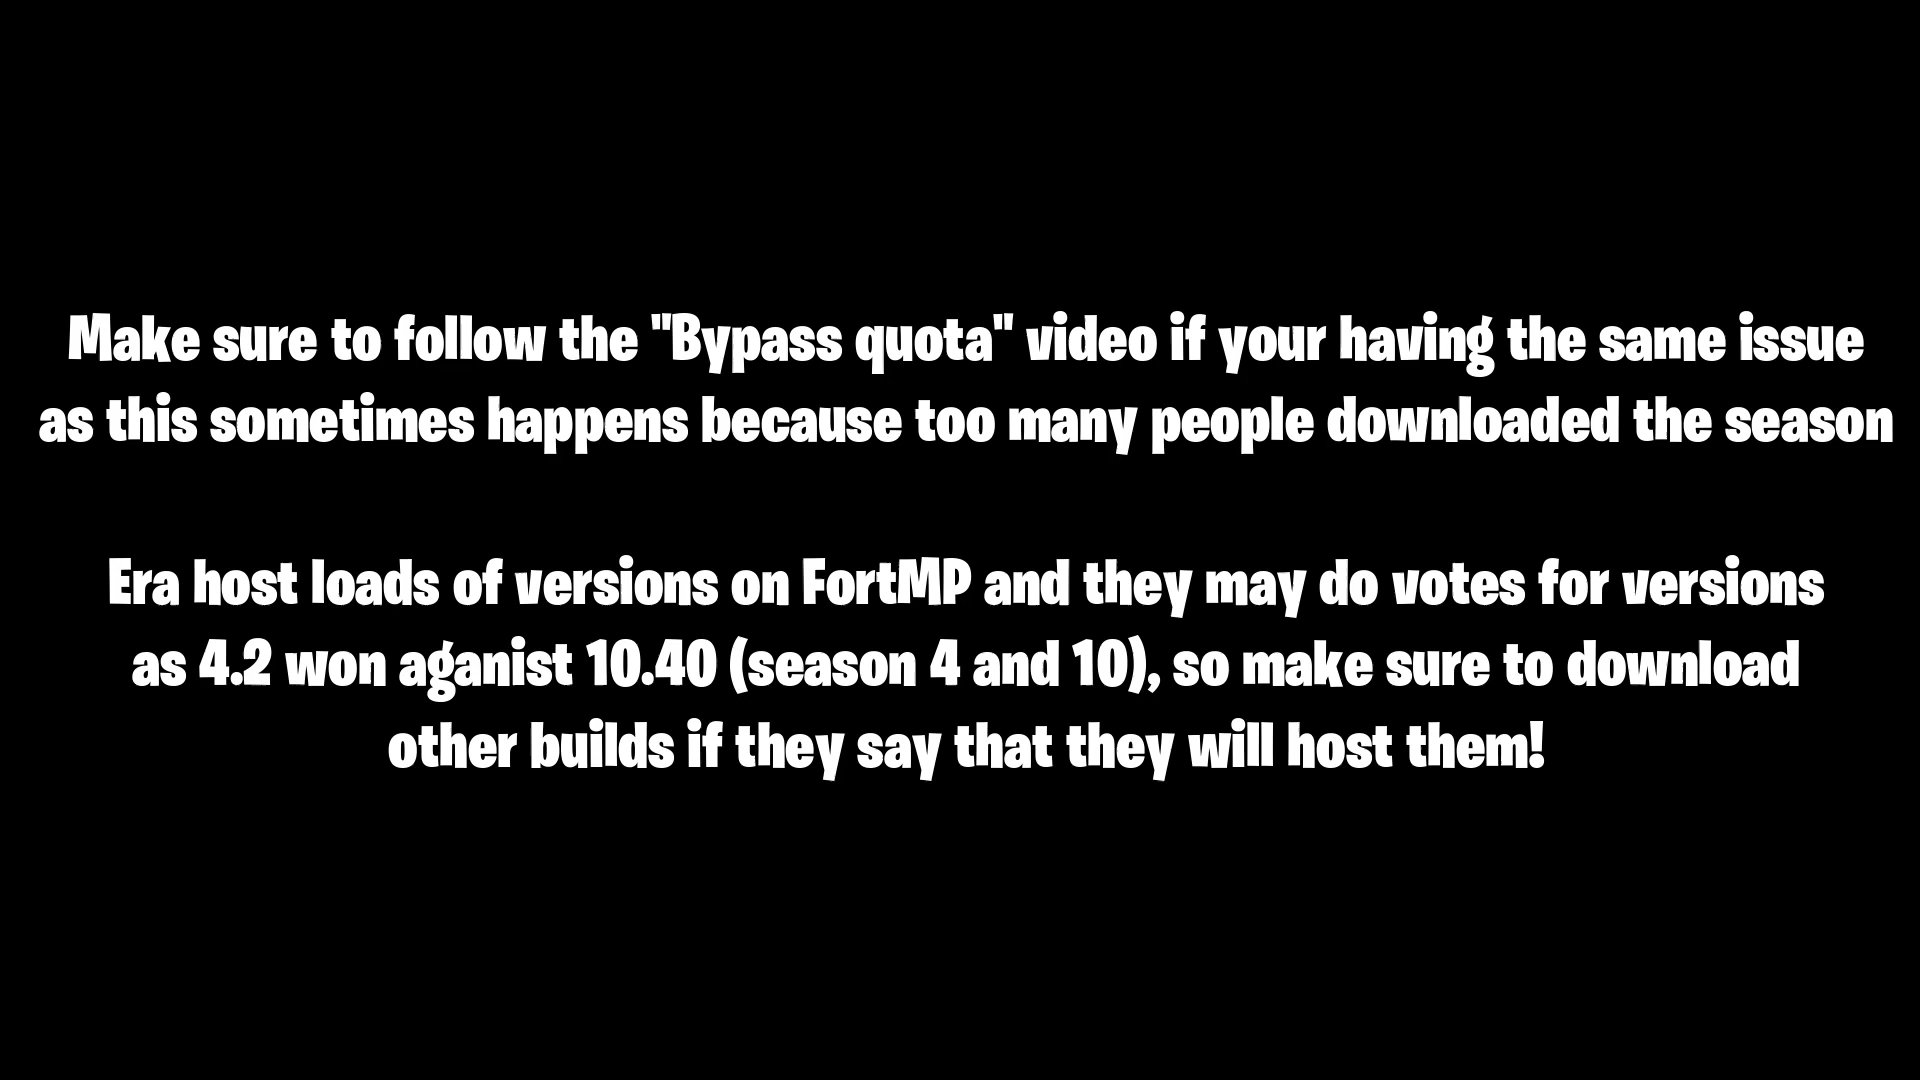 Make sure to follow the "Bypass quota" video if your having the same issue
as this sometimes happens because too many people downloaded the season
Era host loads of versions on FortMP and they may do votes for versions
as 4.2 won aganist 10.40 (season 4 and 10), so make sure to download
other builds if they say that they will host them!